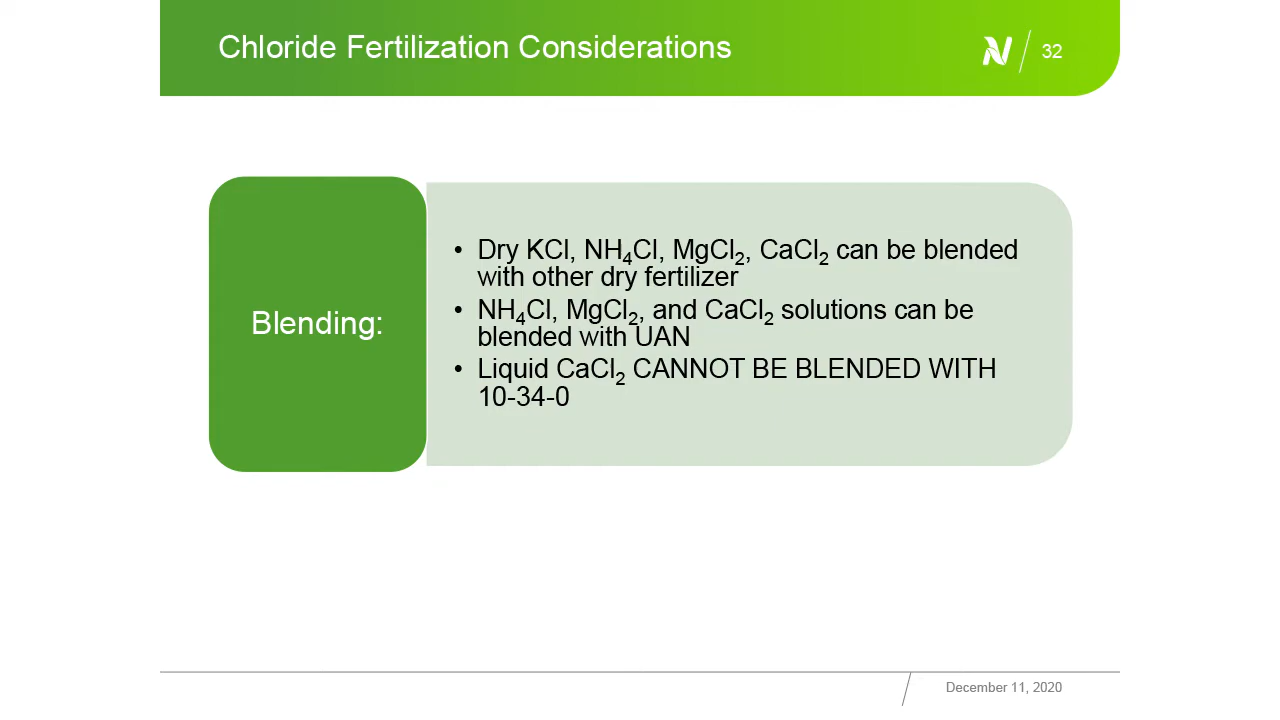 Chloride Fertilization Considerations
32
Blending:
• Dry KCl, NH₄Cl, MgCl₂, CaCl₂ can be blended
with other dry fertilizer
• NH₄Cl, MgCl₂, and CaCl₂ solutions can be
blended with UAN
• Liquid CaCl₂ CANNOT BE BLENDED WITH
10-34-0
December 11, 2020